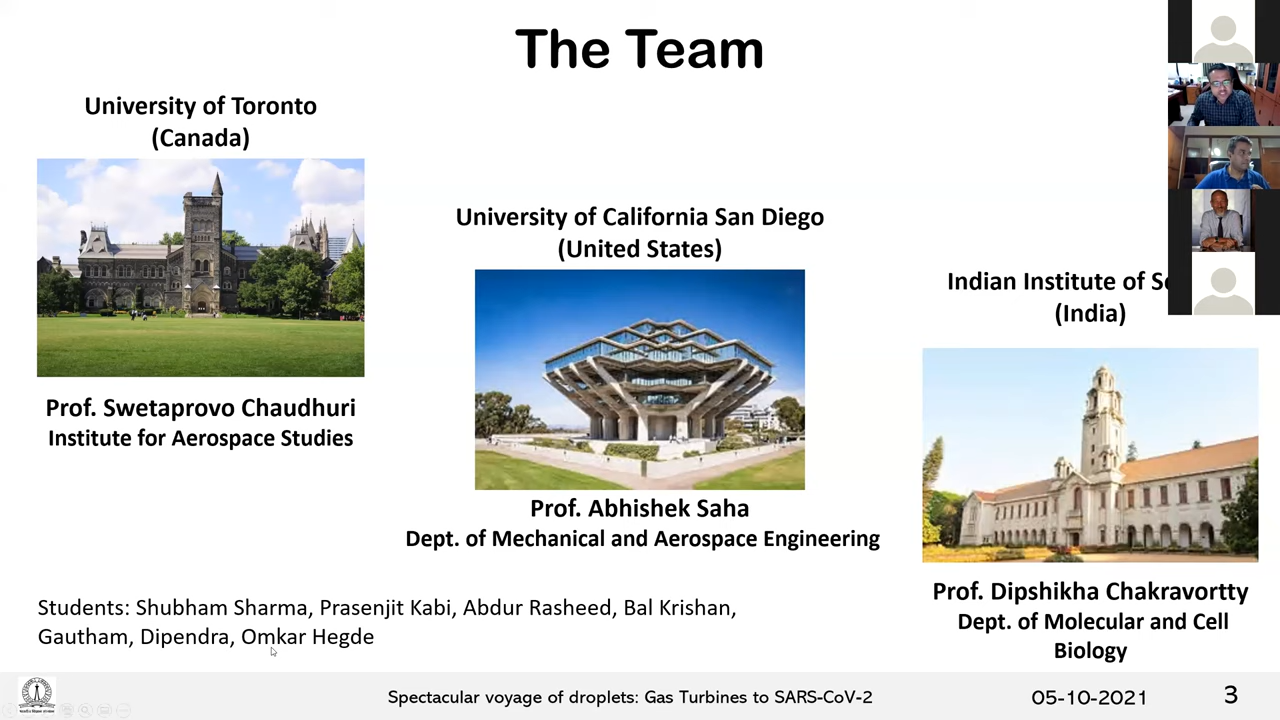 The Team
University of Toronto
(Canada)
University of California San Diego
(United States)
Indian Institute of
(India)
Prof. Swetaprovo Chaudhuri
Institute for Aerospace Studies
Prof. Abhishek Saha
Dept. of Mechanical and Aerospace Engineering
Prof. Dipshikha Chakravortty
Dept. of Molecular and Cell
Biology
Students: Shubham Sharma, Prasenjit Kabi, Abdur Rasheed, Bal Krishan,
Gautham, Dipendra, Omkar Hegde
Spectacular voyage of droplets: Gas Turbines to SARS-CoV-2
05-10-2021
3